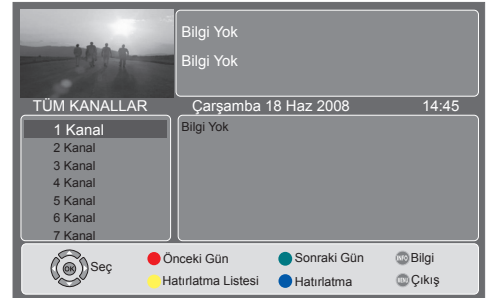 Bilgi Yok
Bilgi Yok
TÜM KANALLAR Çarşamba 18 Haz 2008 14:45
1 Kanal
2 Kanal
3 Kanal
4 Kanal
5 Kanal
6 Kanal
7 Kanal
Bilgi Yok
OK Seç Önceki Gün Sonraki Gün INFO Bilgi
Hatırlatma Listesi Hatırlatma MENU Çıkış